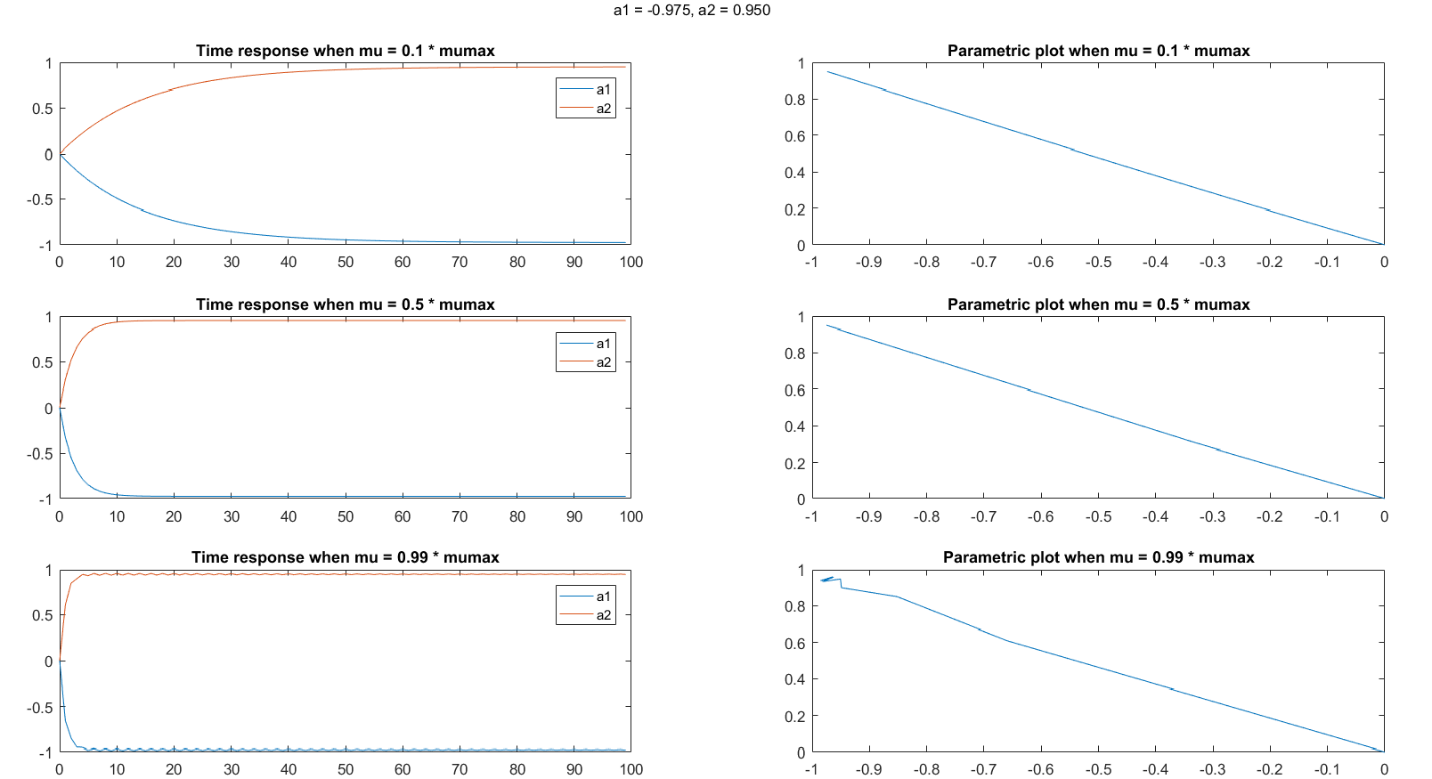 a1 = -0.975, a2 = 0.950
Time response when mu = 0.1 * mumax
1
0.5
0
-0.5
-1
0 10 20 30 40 50 60 70 80 90 100
a1
a2
Parametric plot when mu = 0.1 * mumax
1
0.8
0.6
0.4
0.2
0
-1 -0.9 -0.8 -0.7 -0.6 -0.5 -0.4 -0.3 -0.2 -0.1 0
Time response when mu = 0.5 * mumax
1
0.5
0
-0.5
-1
0 10 20 30 40 50 60 70 80 90 100
a1
a2
Parametric plot when mu = 0.5 * mumax
1
0.8
0.6
0.4
0.2
0
-1 -0.9 -0.8 -0.7 -0.6 -0.5 -0.4 -0.3 -0.2 -0.1 0
Time response when mu = 0.99 * mumax
1
0.5
0
-0.5
-1
0 10 20 30 40 50 60 70 80 90 100
a1
a2
Parametric plot when mu = 0.99 * mumax
1
0.8
0.6
0.4
0.2
0
-1 -0.9 -0.8 -0.7 -0.6 -0.5 -0.4 -0.3 -0.2 -0.1 0